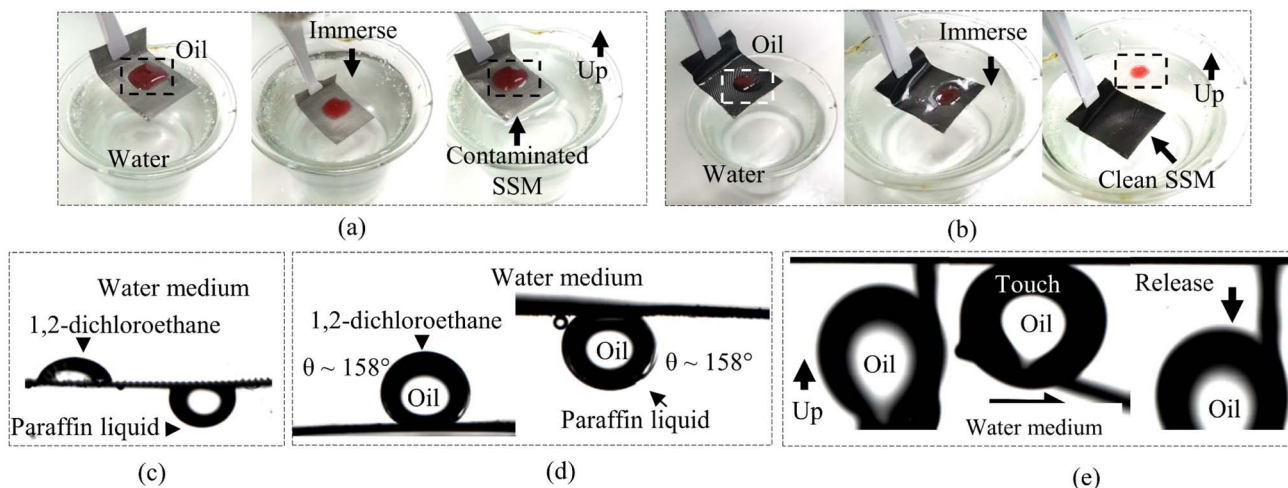 Oil
Water
Immerse
Up
Contaminated
SSM
(a)
Oil
Water
Immerse
Up
Clean SSM
(b)
Water medium
1,2-dichloroethane
Paraffin liquid
(c)
Water medium
1,2-dichloroethane
θ ~ 158°
Oil
Oil
θ ~ 158°
Paraffin liquid
(d)
Oil
Up
Touch
Oil
Water medium
Release
Oil
(e)